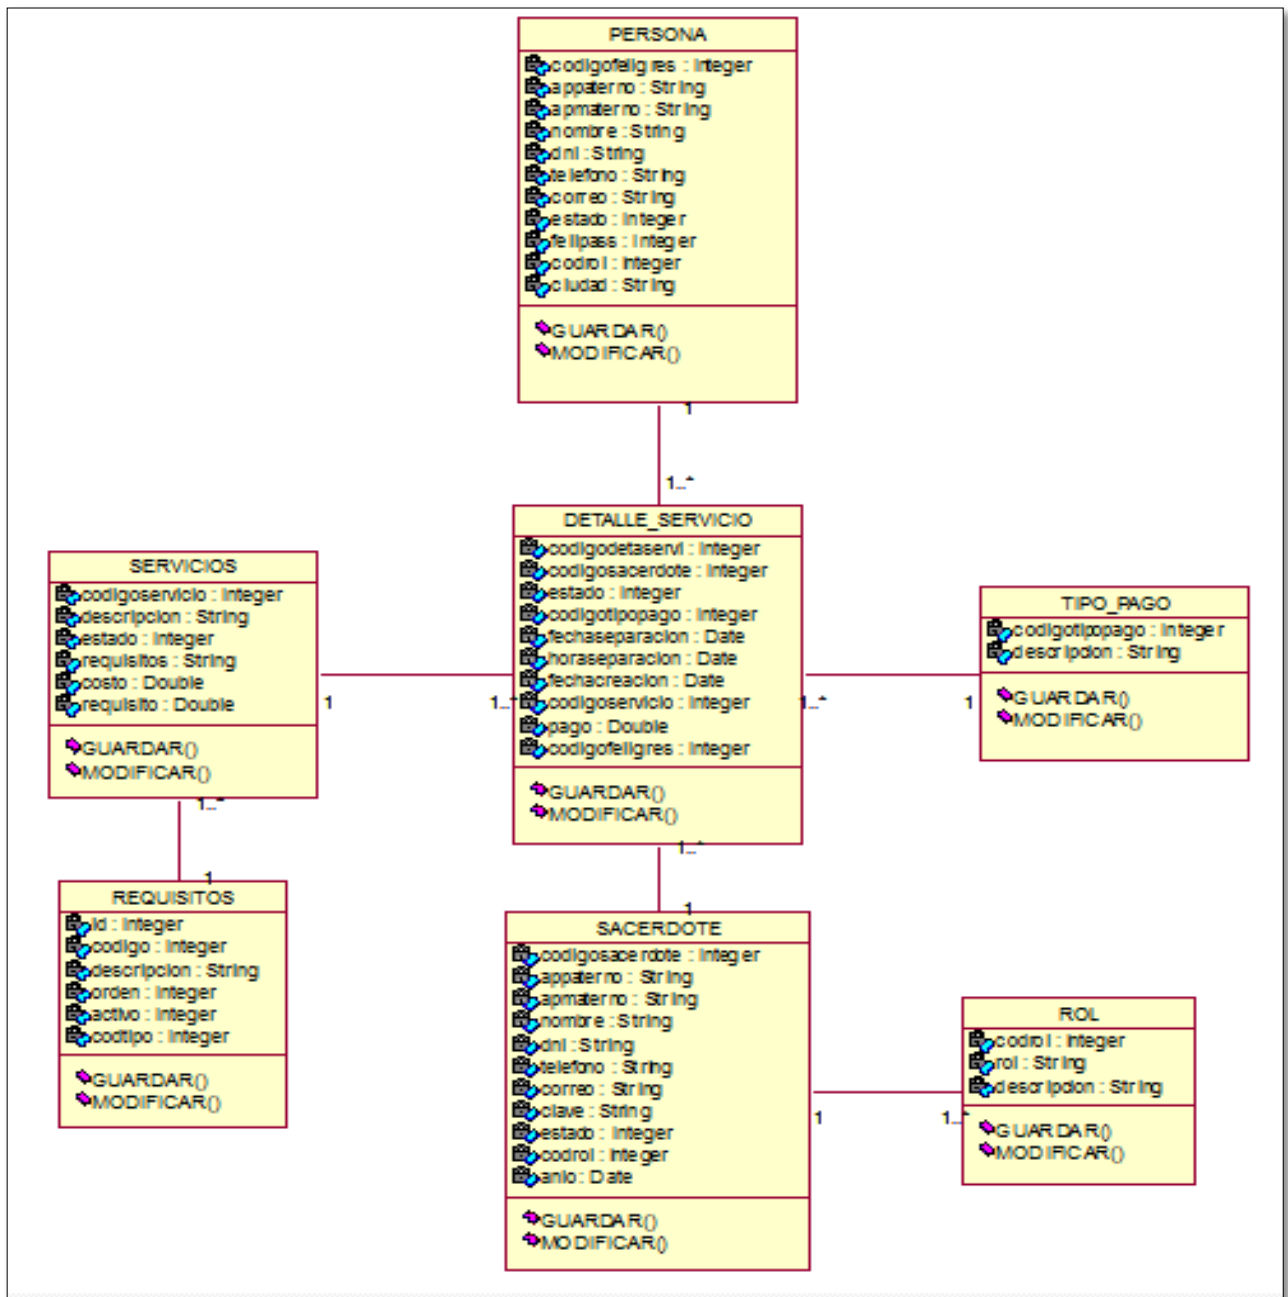 PERSONA
codigofeligres : Integer
appaterno : String
apmaterno : String
nombre : String
dni : String
telefono : String
correo : String
estado : Integer
felipass : Integer
codrol : Integer
ciudad : String
GUARDAR()
MODIFICAR()
1
1..*
DETALLE_SERVICIO
codigodetaservi : Integer
codigosacerdote : Integer
estado : Integer
codigotipopago : Integer
fechaseparacion : Date
horaseparacion : Date
fechacreacion : Date
codigoservicio : Integer
pago : Double
codigofeligres : Integer
GUARDAR()
MODIFICAR()
SERVICIOS
codigoservicio : Integer
descripcion : String
estado : Integer
requisitos : String
costo : Double
requisito : Double
GUARDAR()
MODIFICAR()
1
1..*
TIPO_PAGO
codigotipopago : Integer
descripcion : String
GUARDAR()
MODIFICAR()
1..*
1
1..*
1
REQUISITOS
id : Integer
codigo : Integer
descripcion : String
orden : Integer
activo : Integer
codtipo : Integer
GUARDAR()
MODIFICAR()
1..*
1
SACERDOTE
codigosacerdote : Integer
appaterno : String
apmaterno : String
nombre : String
dni : String
telefono : String
correo : String
clave : String
estado : Integer
codrol : Integer
anio : Date
GUARDAR()
MODIFICAR()
1
1..*
ROL
codrol : Integer
rol : String
descripcion : String
GUARDAR()
MODIFICAR()